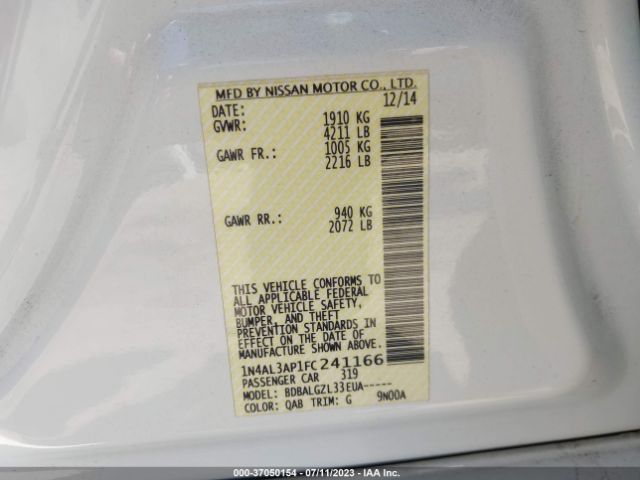 MFD BY NISSAN MOTOR CO., LTD.
DATE: 12/14
GVWR: 1910 KG
4211 LB
GAWR FR.: 1005 KG
2216 LB
GAWR RR.: 940 KG
2072 LB
THIS VEHICLE CONFORMS TO
ALL APPLICABLE FEDERAL
MOTOR VEHICLE SAFETY,
BUMPER, AND THEFT
PREVENTION STANDARDS IN
EFFECT ON THE DATE OF
MANUFACTURE SHOWN ABOVE.
1N4AL3AP1FC241166
PASSENGER CAR 319
MODEL: BDBALGZL33EUA-----
COLOR: QAB TRIM: G 9N00A
000-37050154 - 07/11/2023 - IAA Inc.